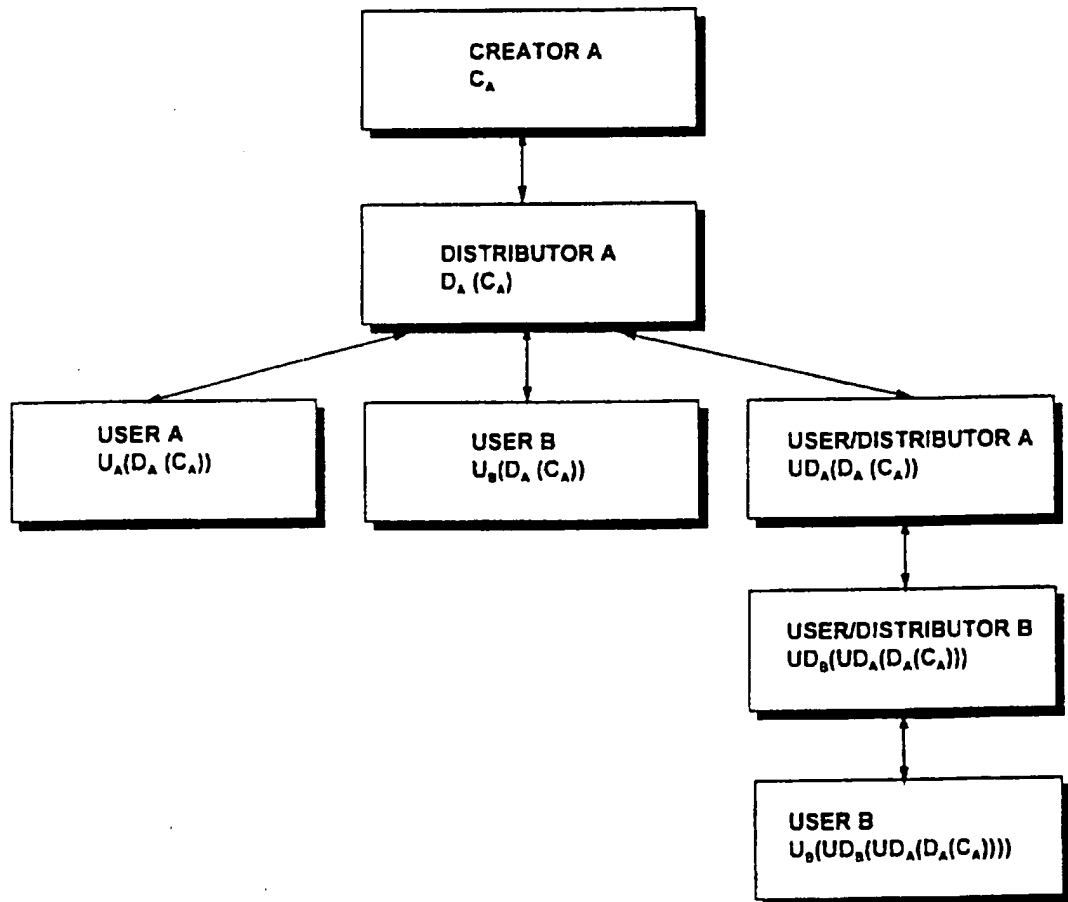 CREATOR A
C_A
DISTRIBUTOR A
D_A (C_A)
USER A
U_A(D_A (C_A))
USER B
U_B(D_A (C_A))
USER/DISTRIBUTOR A
UD_A(D_A (C_A))
USER/DISTRIBUTOR B
UD_B(UD_A(D_A(C_A)))
USER B
U_B(UD_B(UD_A(D_A(C_A))))